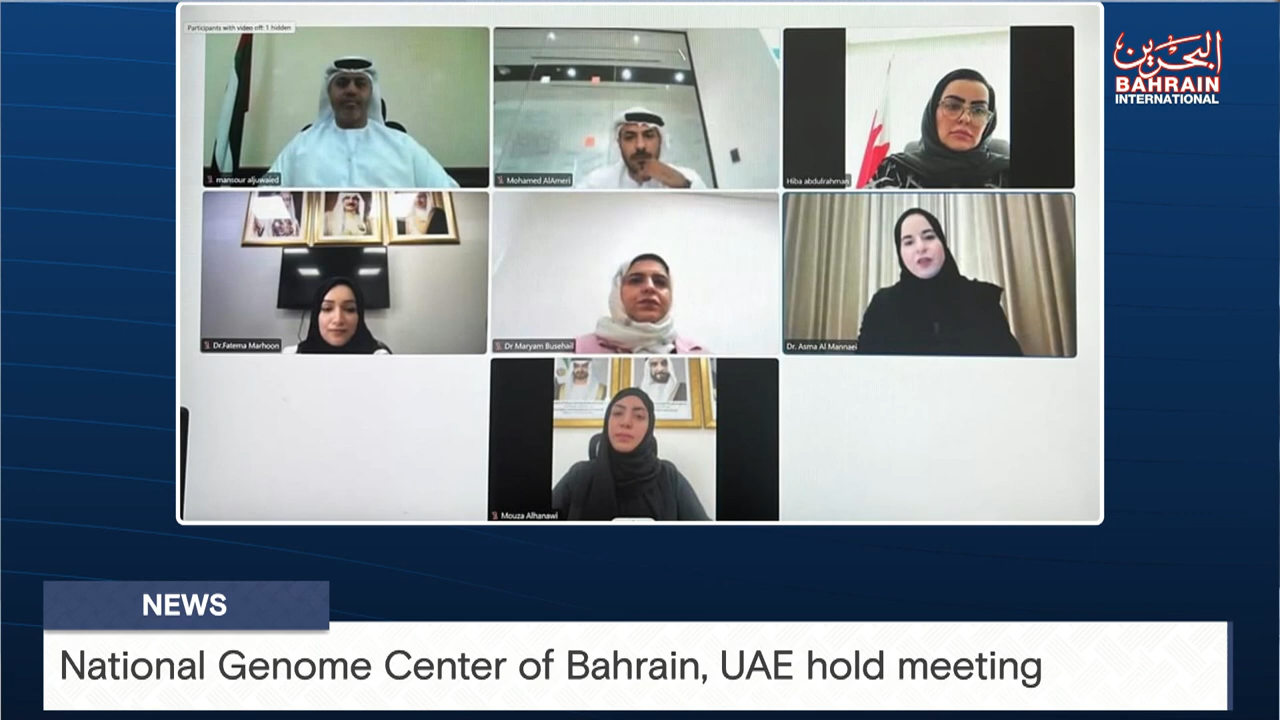 Participants with video off: 1 hidden
البحرين
BAHRAIN
INTERNATIONAL
mansour aljuwaied
Mohamed AlAmeri
Hiba abdulrahman
Dr.Fatema Marhoon
Dr Maryam Busehail
Dr. Asma Al Mannaei
Mouza Alhanawi
NEWS
National Genome Center of Bahrain, UAE hold meeting